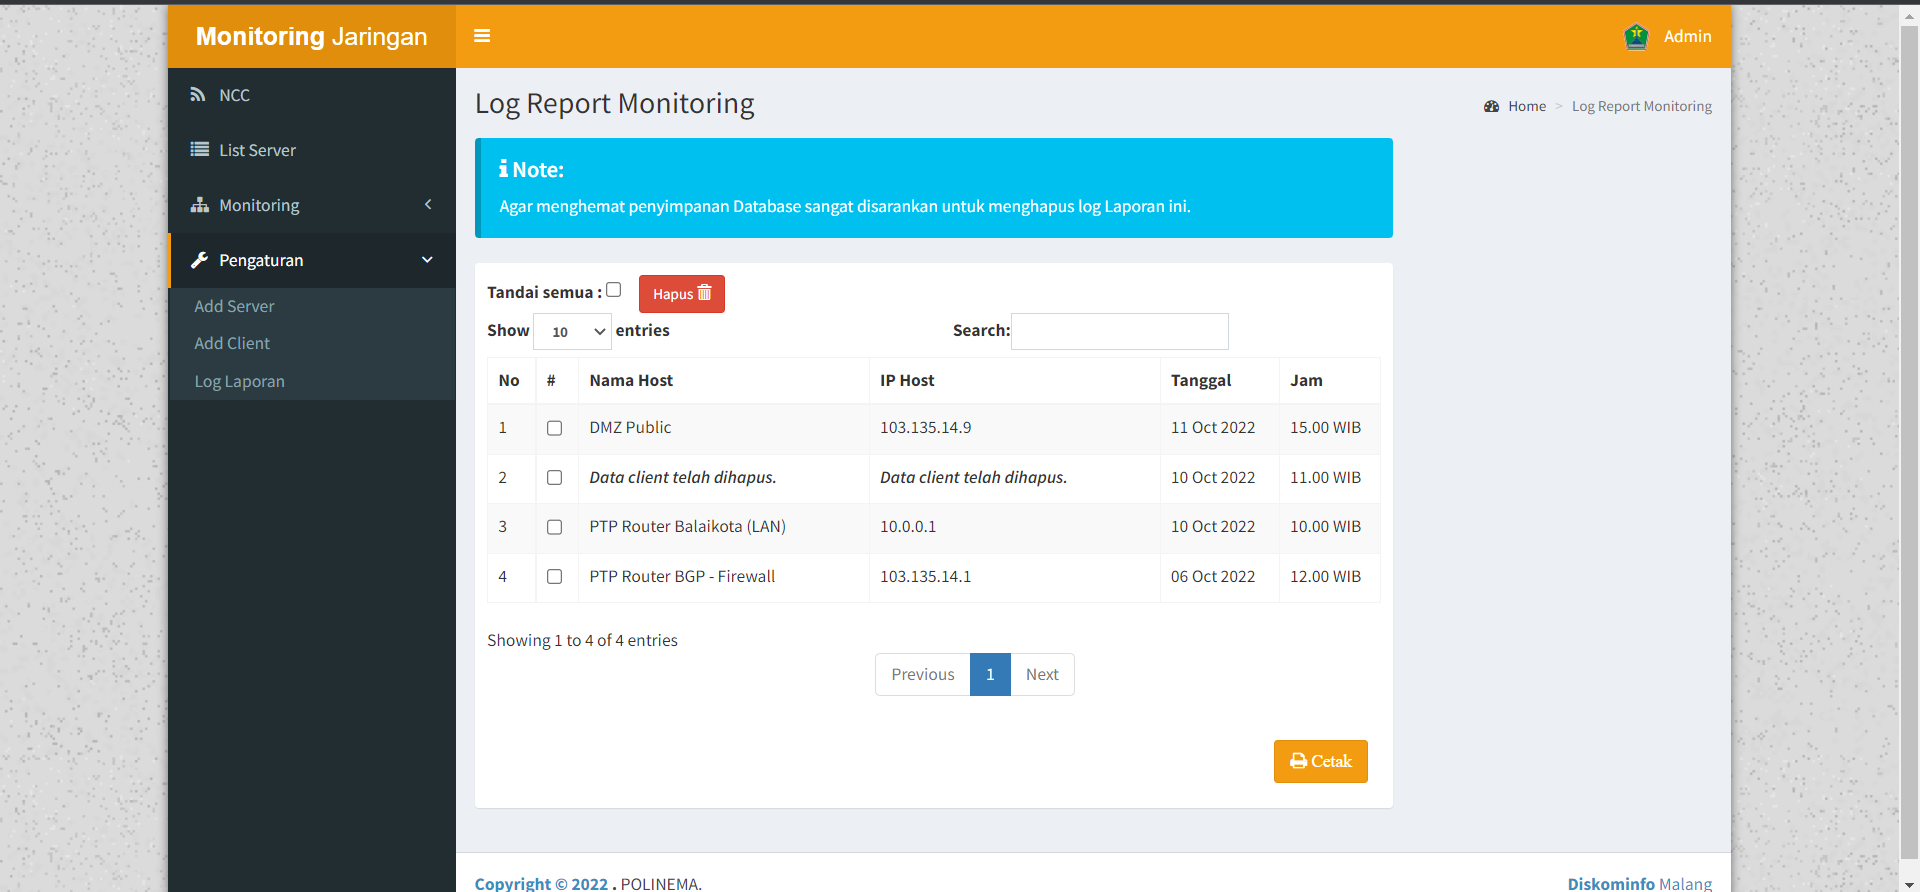 Monitoring Jaringan
Admin
NCC
List Server
Monitoring
Pengaturan
Add Server
Add Client
Log Laporan
Log Report Monitoring
Home > Log Report Monitoring
Note:
Agar menghemat penyimpanan Database sangat disarankan untuk menghapus log Laporan ini.
Tandai semua : Hapus
Show 10 entries Search:
No # Nama Host IP Host Tanggal Jam
1 DMZ Public 103.135.14.9 11 Oct 2022 15.00 WIB
2 Data client telah dihapus. Data client telah dihapus. 10 Oct 2022 11.00 WIB
3 PTP Router Balaikota (LAN) 10.0.0.1 10 Oct 2022 10.00 WIB
4 PTP Router BGP - Firewall 103.135.14.1 06 Oct 2022 12.00 WIB
Showing 1 to 4 of 4 entries
Previous 1 Next
Cetak
Copyright © 2022 . POLINEMA. Diskominfo Malang